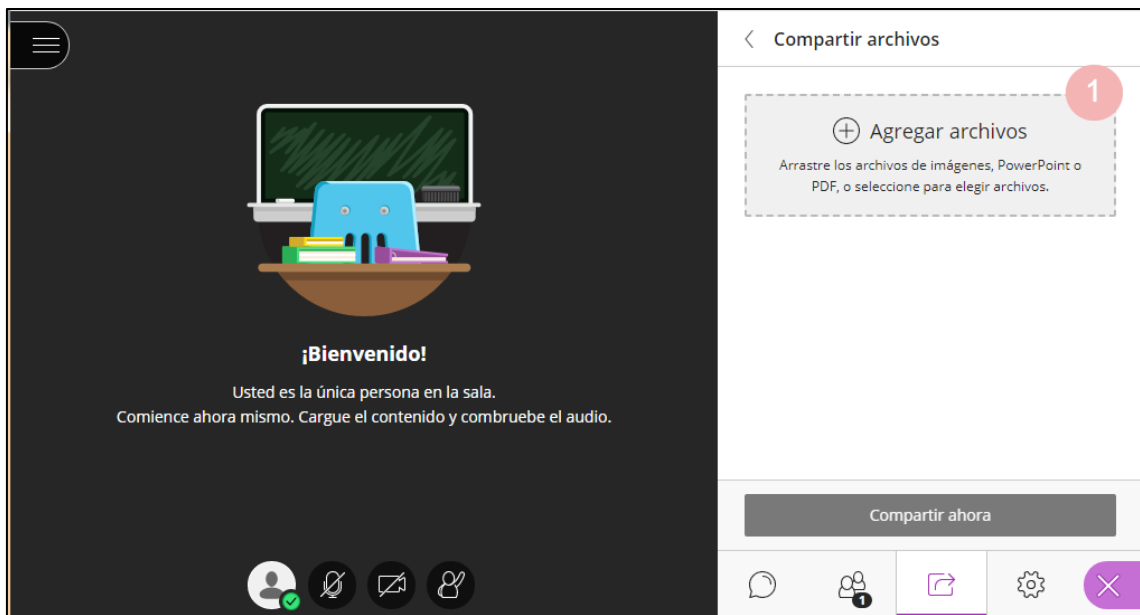 Compartir archivos
1
Agregar archivos
Arrastre los archivos de imágenes, PowerPoint o
PDF, o seleccione para elegir archivos.
¡Bienvenido!
Usted es la única persona en la sala.
Comience ahora mismo. Cargue el contenido y combruebe el audio.
Compartir ahora
1